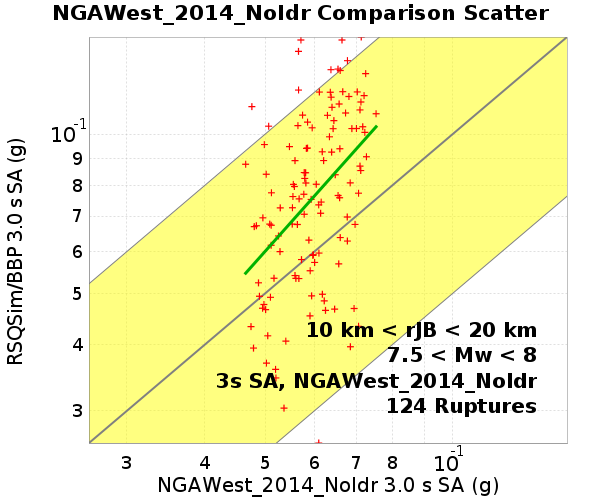 NGAWest_2014_NoIdr Comparison Scatter
RSQSim/BBP 3.0 s SA (g)
10-1
9
8
7
6
5
4
3
10 km < rJB < 20 km
7.5 < Mw < 8
3s SA, NGAWest_2014_NoIdr
124 Ruptures
3 4 5 6 7 8 10-1
NGAWest_2014_NoIdr 3.0 s SA (g)